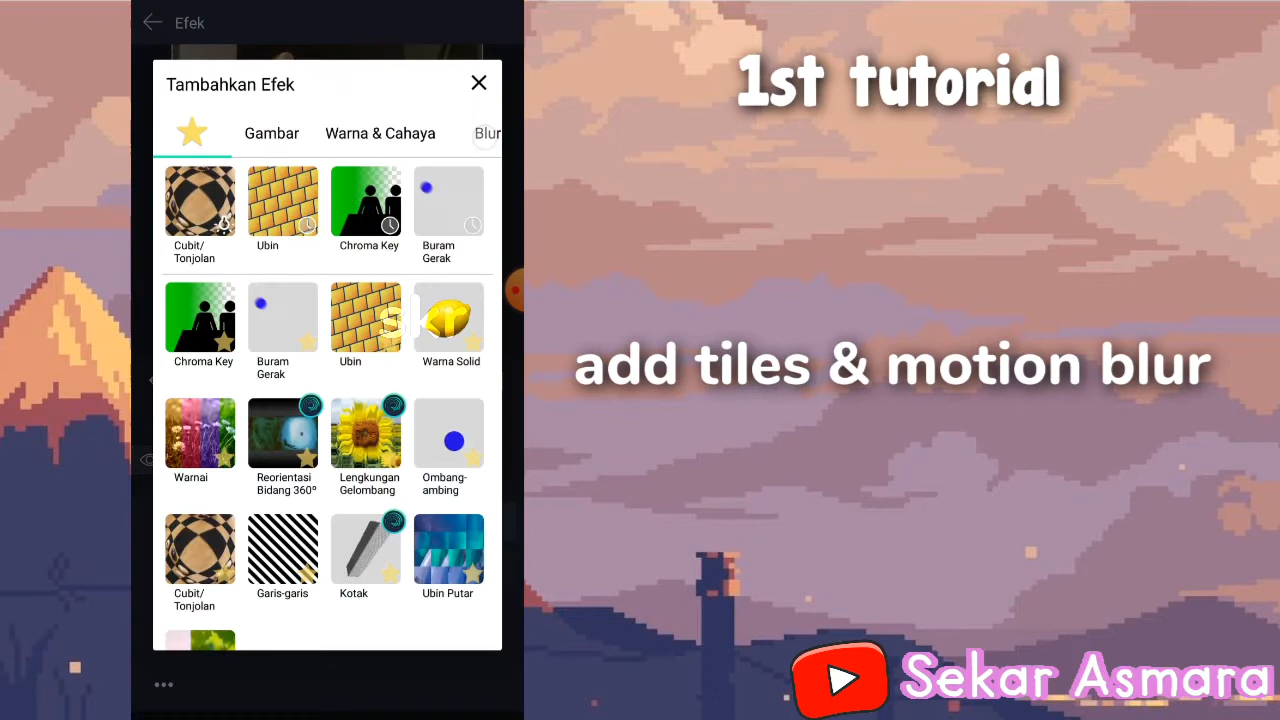 Efek
Tambahkan Efek
Gambar
Warna & Cahaya
Blur
Cubit/
Tonjolan
Ubin
Chroma Key
Buram
Gerak
Chroma Key
Buram
Gerak
Ubin
Warna Solid
Warnai
Reorientasi
Bidang 360º
Lengkungan
Gelombang
Ombang-
ambing
Cubit/
Tonjolan
Garis-garis
Kotak
Ubin Putar
1st tutorial
add tiles & motion blur
Sekar Asmara